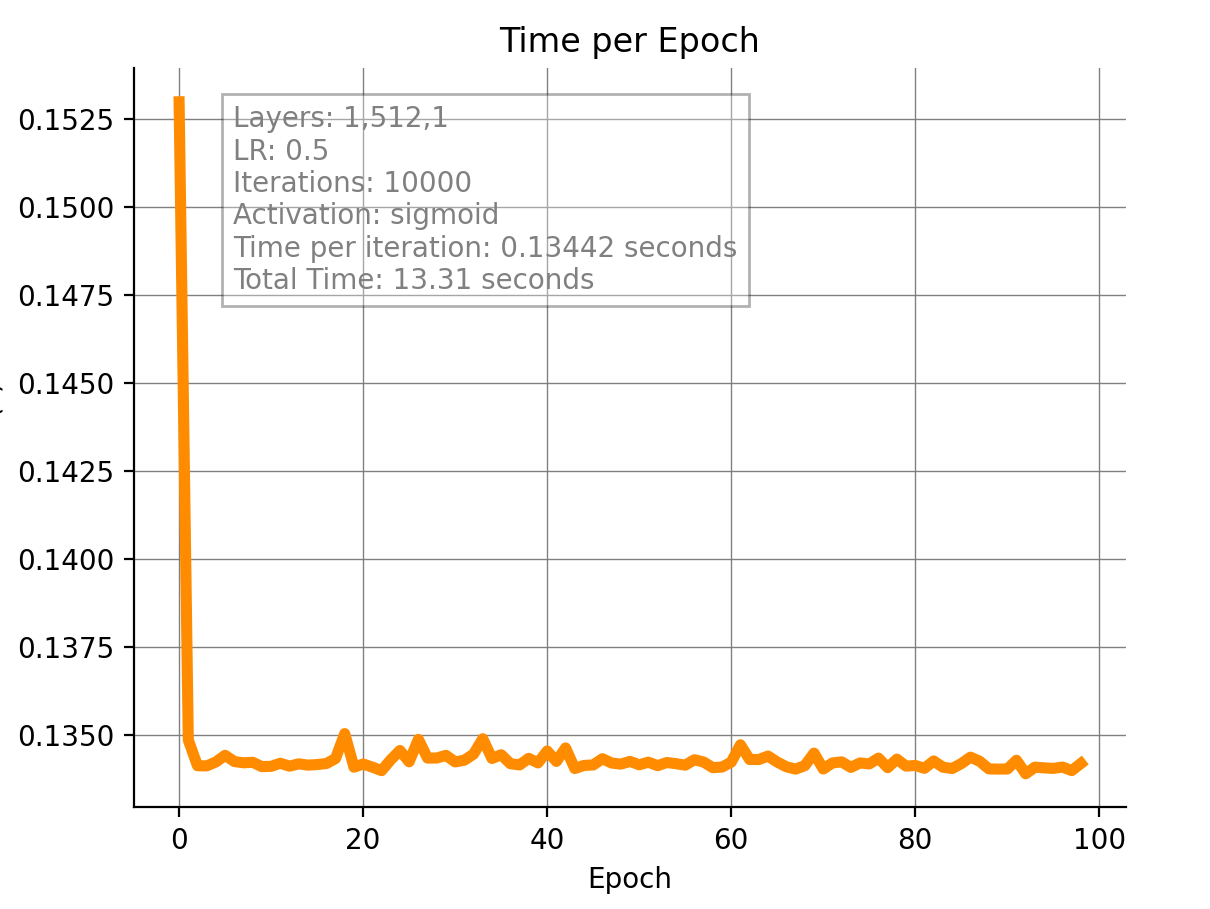 Time per Epoch
0.1525
0.1500
0.1475
0.1450
0.1425
0.1400
0.1375
0.1350
Layers: 1,512,1
LR: 0.5
Iterations: 10000
Activation: sigmoid
Time per iteration: 0.13442 seconds
Total Time: 13.31 seconds
0 20 40 60 80 100
Epoch